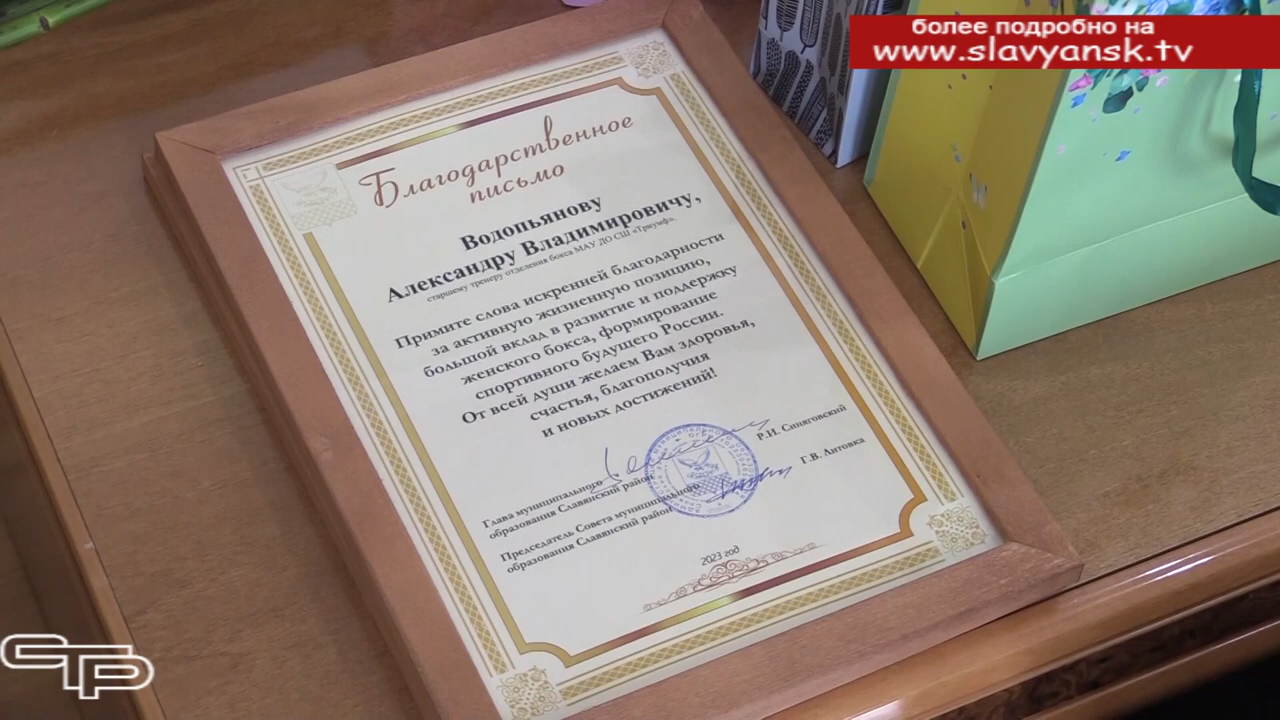 более подробно на
www.slavyansk.tv
Благодарственное
письмо
Водопьянову
Александру Владимировичу,
старшему тренеру отделения бокса МАУ ДО СШ «Триумф».
Примите слова искренней благодарности
за активную жизненную позицию,
большой вклад в развитие и поддержку
женского бокса, формирование
спортивного будущего России.
От всей души желаем Вам здоровья,
счастья, благополучия
и новых достижений!
Глава муниципального
образования Славянский район
Р.И. Синяговский
Председатель Совета муниципального
образования Славянский район
Г.В. Антовка
2023 год
СТР